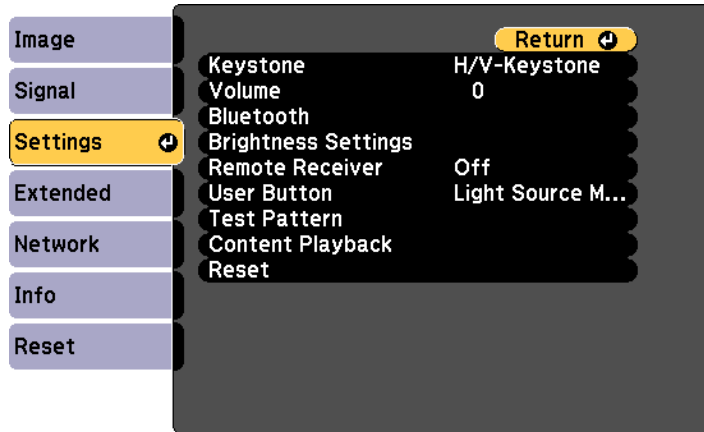 Image
Signal
Settings
Extended
Network
Info
Reset
Return
Keystone H/V-Keystone
Volume 0
Bluetooth
Brightness Settings
Remote Receiver Off
User Button Light Source M...
Test Pattern
Content Playback
Reset